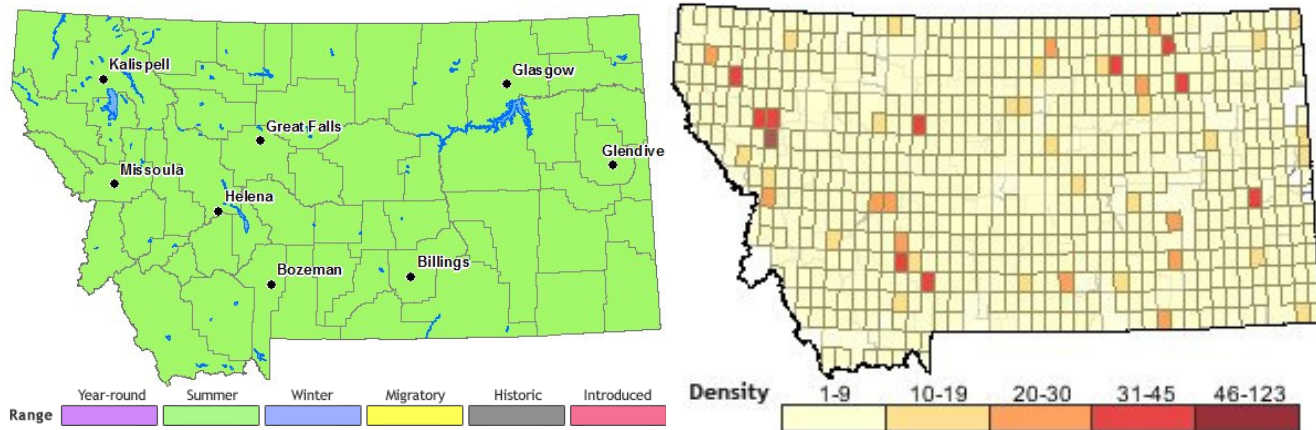 Kalispell
Glasgow
Great Falls
Glendive
Missoula
Helena
Bozeman
Billings
Range Year-round Summer Winter Migratory Historic Introduced
Density 1-9 10-19 20-30 31-45 46-123